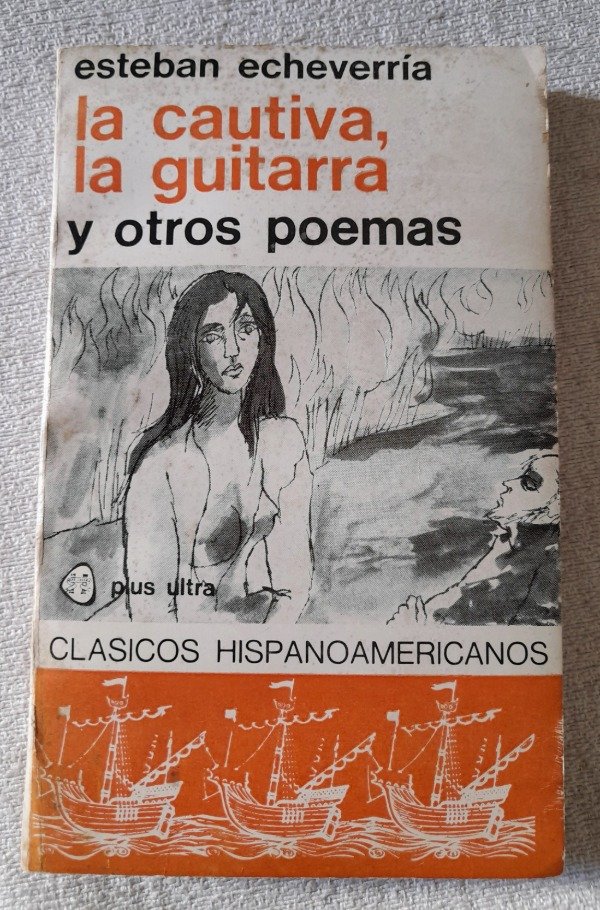 esteban echeverría
la cautiva,
la guitarra
y otros poemas
plus ultra
CLASICOS HISPANOAMERICANOS